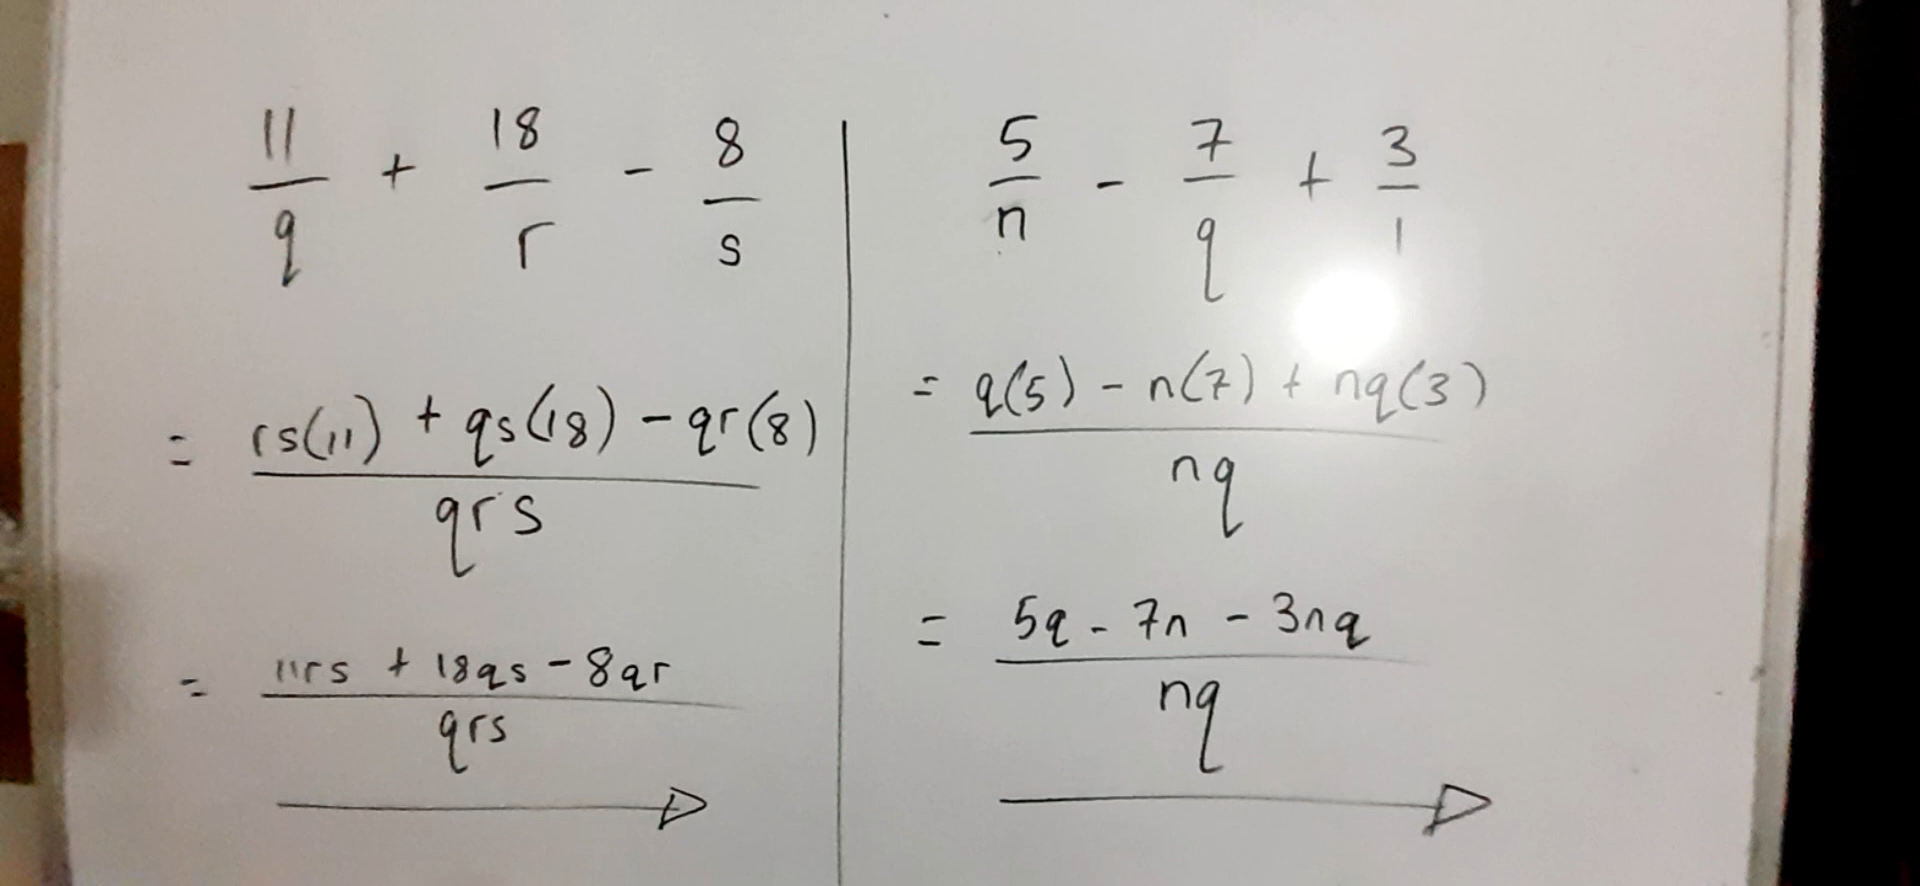 11/q + 18/r - 8/s
= rs(11) + qs(18) - qr(8) / qrs
= 11rs + 18qs - 8qr / qrs
5/n - 7/q + 3/1
= q(5) - n(7) + nq(3) / nq
= 5q - 7n - 3nq / nq